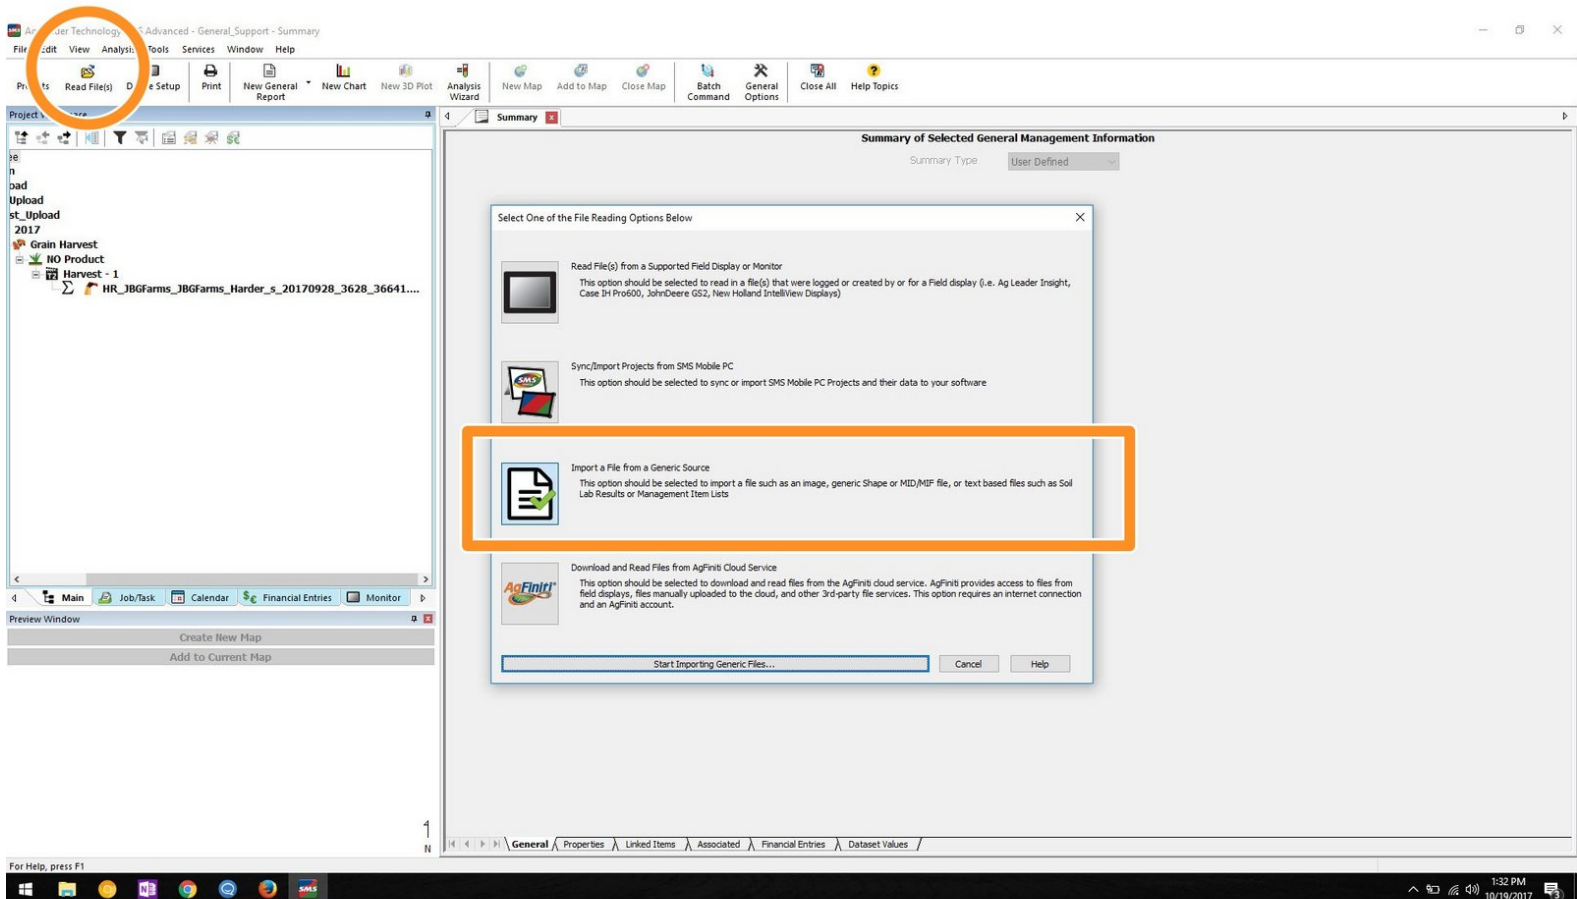 Technology
Advanced - General_Support - Summary
View
Tools Services Window Help
Read File(s)
Setup
Print
New General
Report
New Chart
New 3D Plot
Analysis
Wizard
New Map
Add to Map
Close Map
Batch
Command
General
Options
Close All
Help Topics
Summary
Summary of Selected General Management Information
Summary Type
User Defined
Upload
st_Upload
2017
Grain Harvest
NO Product
Harvest - 1
HR_JBGFarms_JBGFarms_Harder_s_20170928_3628_36641....
Main
Job/Task
Calendar
Financial Entries
Monitor
Preview Window
Create New Map
Add to Current Map
N
Select One of the File Reading Options Below
Read File(s) from a Supported Field Display or Monitor
This option should be selected to read in a file(s) that were logged or created by or for a Field display (i.e. Ag Leader Insight,
Case IH Pro600, JohnDeere GS2, New Holland IntelliView Displays)
SMS
Sync/Import Projects from SMS Mobile PC
This option should be selected to sync or import SMS Mobile PC Projects and their data to your software
Import a File from a Generic Source
This option should be selected to import a file such as an image, generic Shape or MID/MIF file, or text based files such as Soil
Lab Results or Management Item Lists
AgFiniti
Download and Read Files from AgFiniti Cloud Service
This option should be selected to download and read files from the AgFiniti cloud service. AgFiniti provides access to files from
field displays, files manually uploaded to the cloud, and other 3rd-party file services. This option requires an internet connection
and an AgFiniti account.
Start Importing Generic Files...
Cancel
Help
General
Properties
Linked Items
Associated
Financial Entries
Dataset Values
For Help, press F1
SMS
1:32 PM
10/19/2017